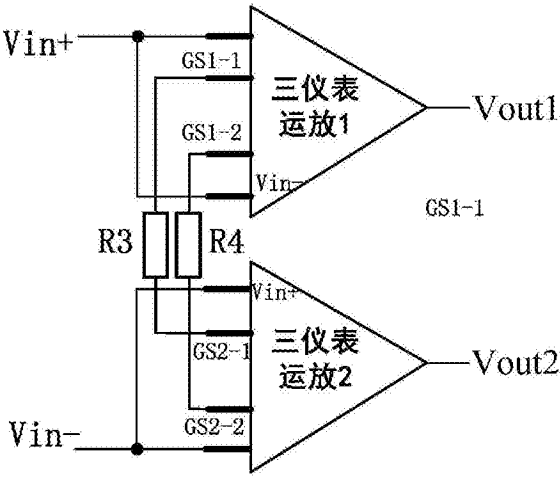 Vin+
GS1-1
三仪表
运放1
Vout1
GS1-2
Vin-
GS1-1
R3
R4
Vin+
三仪表
运放2
GS2-1
Vout2
GS2-2
Vin-